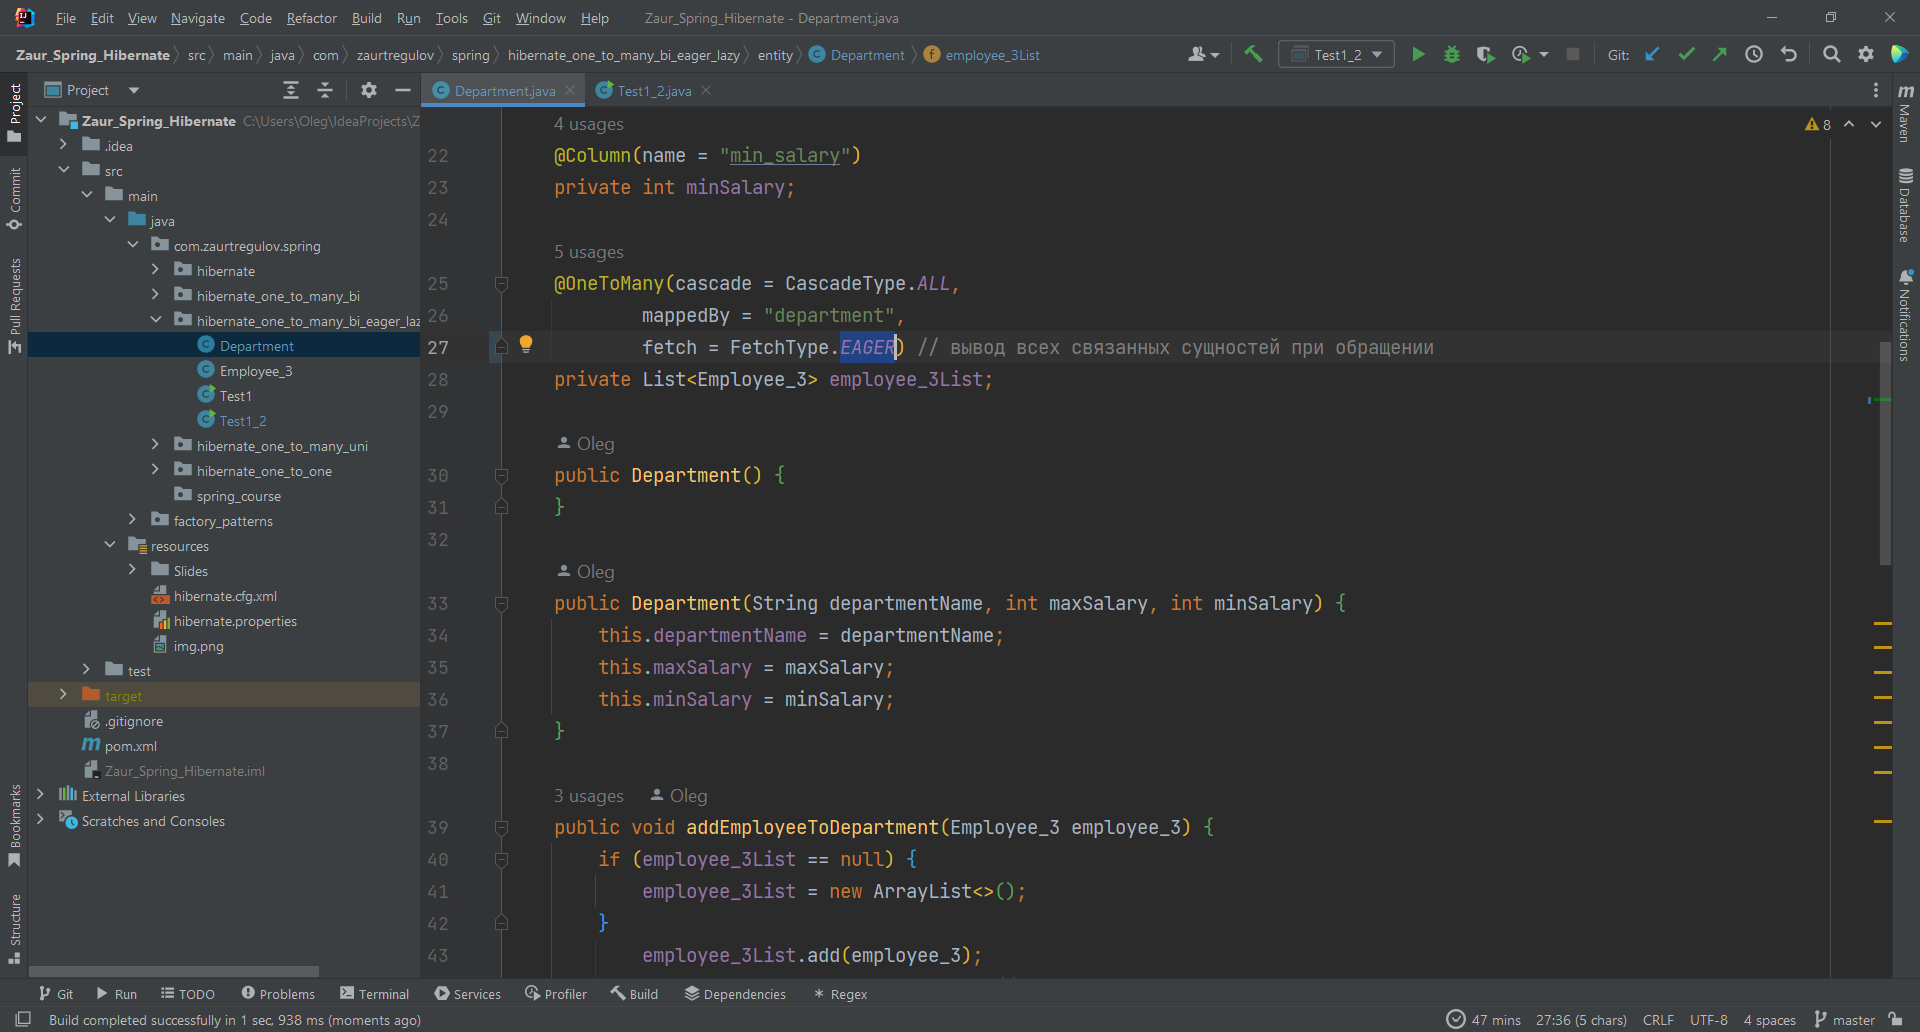 File Edit View Navigate Code Refactor Build Run Tools Git Window Help Zaur_Spring_Hibernate - Department.java
Zaur_Spring_Hibernate src main java com zaurtregulov spring hibernate_one_to_many_bi_eager_lazy entity Department employee_3List Test1_2 Git:
Project
Department.java Test1_2.java
Zaur_Spring_Hibernate C:\Users\Oleg\IdeaProjects\Z
.idea
src
main
java
com.zaurtregulov.spring
hibernate
hibernate_one_to_many_bi
hibernate_one_to_many_bi_eager_laz
Department
Employee_3
Test1
Test1_2
hibernate_one_to_many_uni
hibernate_one_to_one
spring_course
factory_patterns
resources
Slides
hibernate.cfg.xml
hibernate.properties
img.png
test
target
.gitignore
pom.xml
Zaur_Spring_Hibernate.iml
External Libraries
Scratches and Consoles
Project
Commit
Pull Requests
Bookmarks
Structure
4 usages
8
22 @Column(name = "min_salary")
23 private int minSalary;
24
5 usages
25 @OneToMany(cascade = CascadeType.ALL,
26 mappedBy = "department",
27 fetch = FetchType.EAGER) // вывод всех связанных сущностей при обращении
28 private List<Employee_3> employee_3List;
29
Oleg
30 public Department() {
31 }
32
Oleg
33 public Department(String departmentName, int maxSalary, int minSalary) {
34 this.departmentName = departmentName;
35 this.maxSalary = maxSalary;
36 this.minSalary = minSalary;
37 }
38
3 usages Oleg
39 public void addEmployeeToDepartment(Employee_3 employee_3) {
40 if (employee_3List == null) {
41 employee_3List = new ArrayList<>();
42 }
43 employee_3List.add(employee_3);
m Maven
Database
Notifications
Git Run TODO Problems Terminal Services Profiler Build Dependencies Regex
Build completed successfully in 1 sec, 938 ms (moments ago) 47 mins 27:36 (5 chars) CRLF UTF-8 4 spaces master